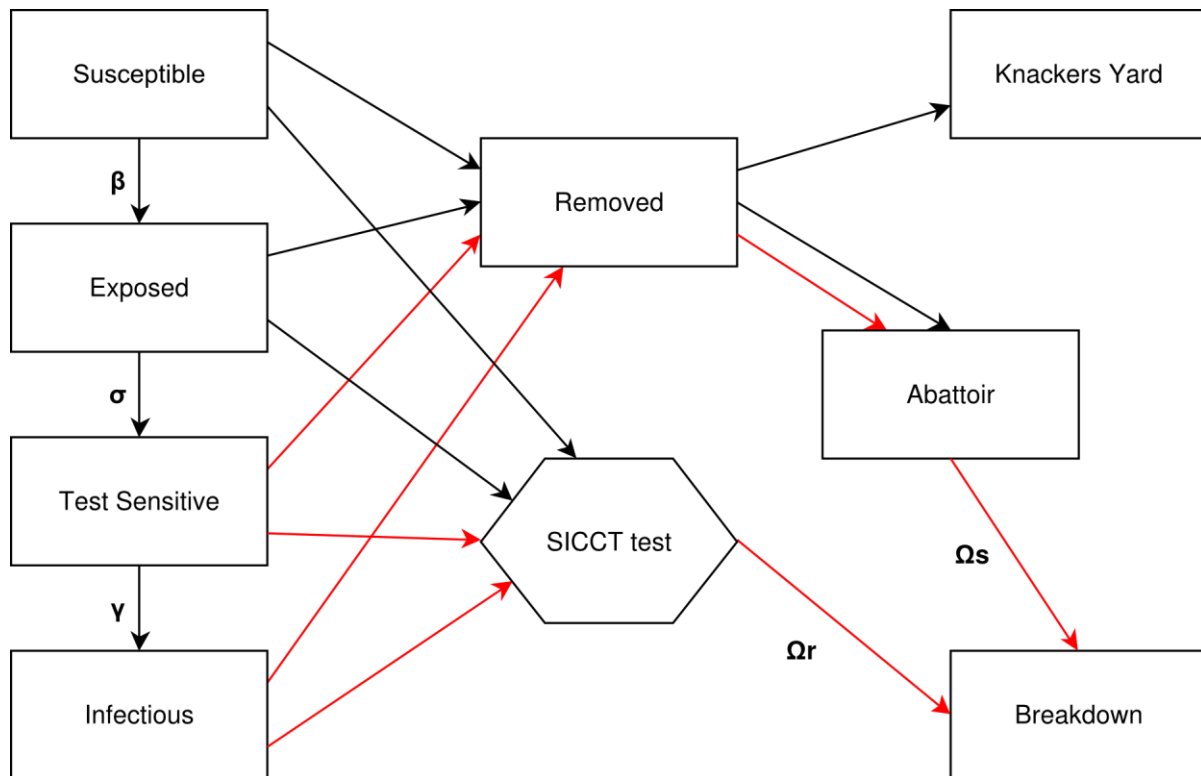 Susceptible
Knackers Yard
β
Removed
Exposed
σ
Abattoir
Test Sensitive
SICCT test
Ωs
γ
Ωr
Infectious
Breakdown